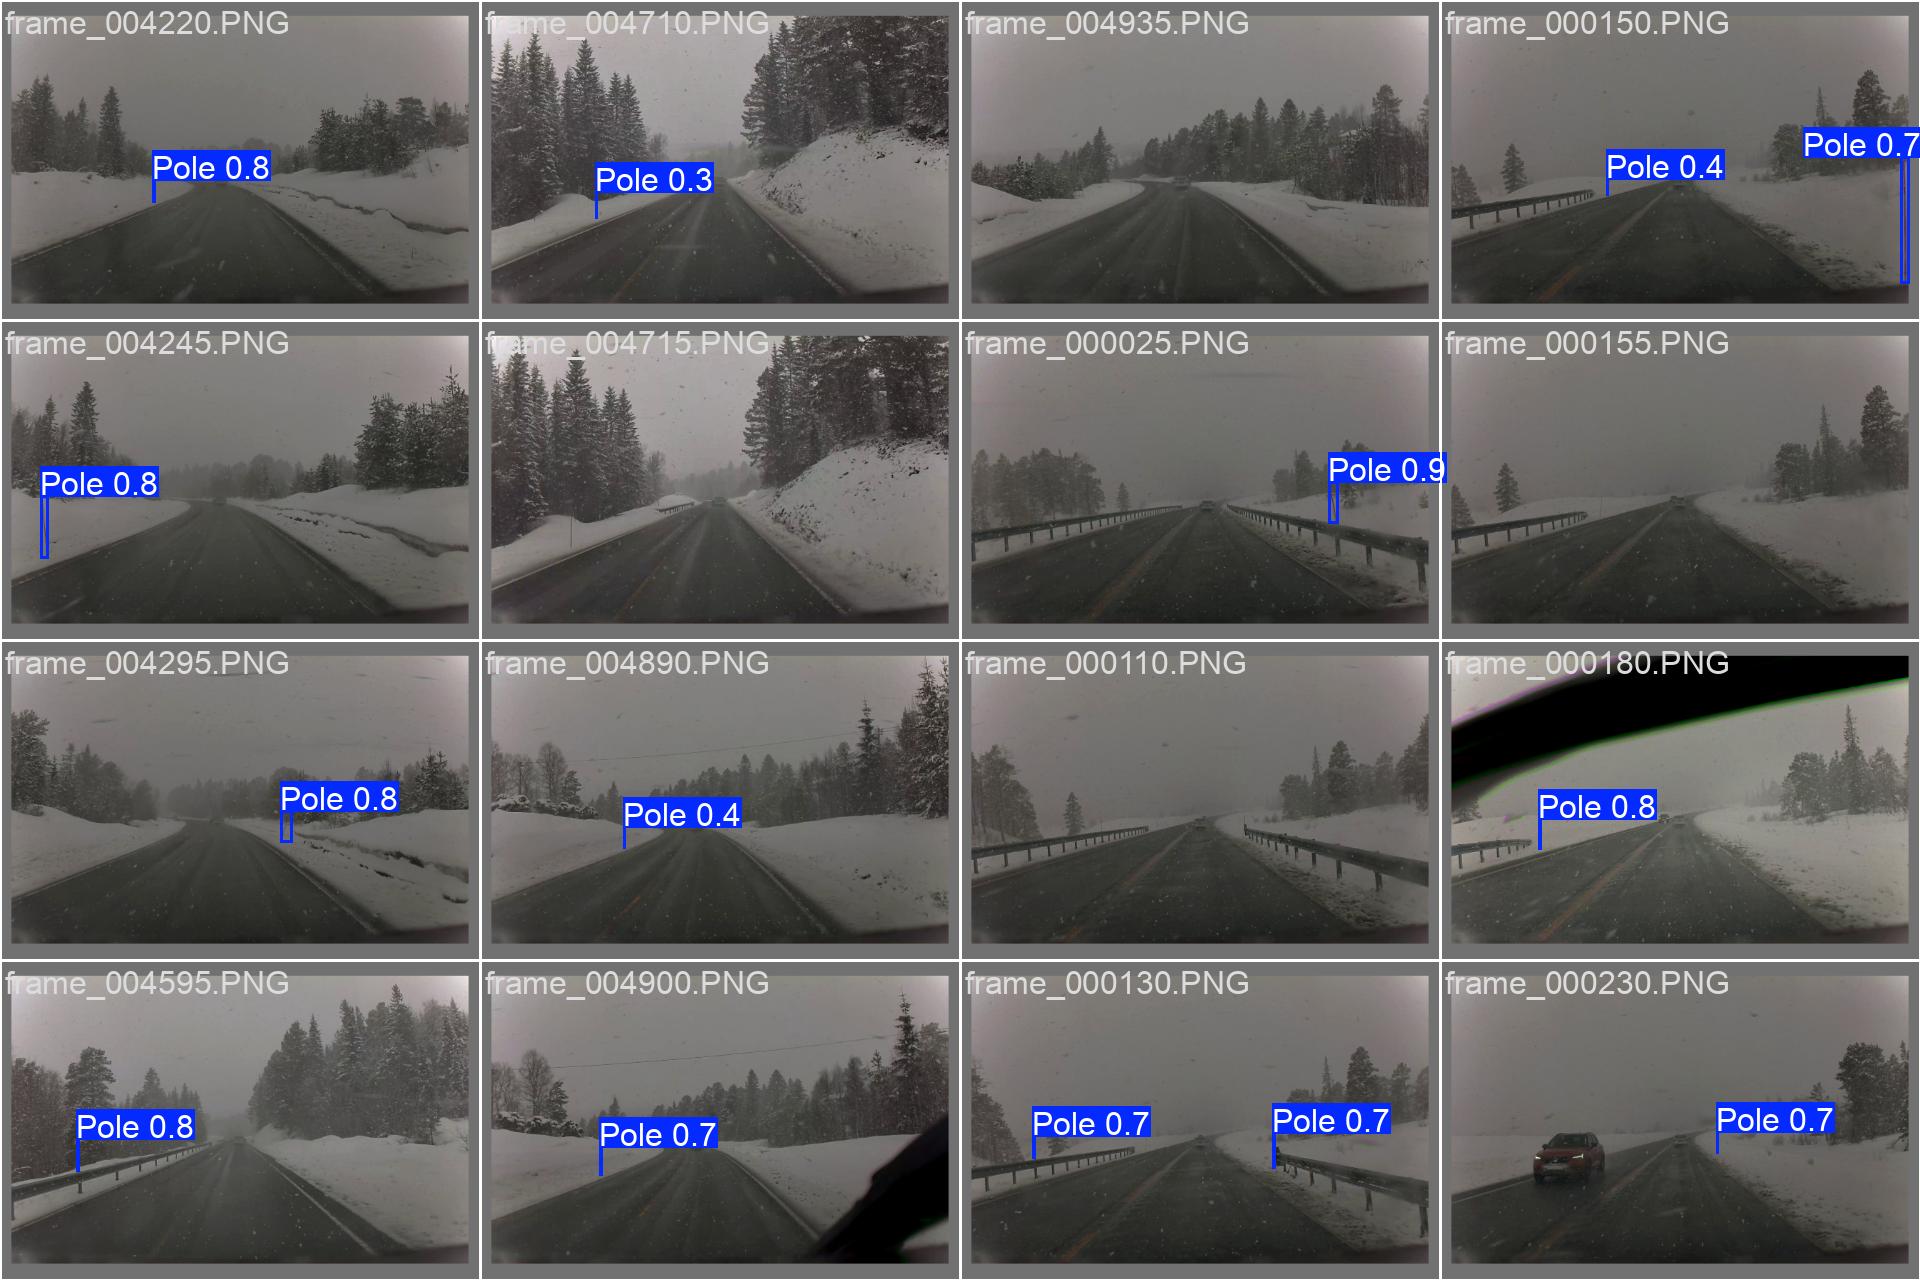 frame_004220.PNG
frame_004710.PNG
frame_004935.PNG
frame_000150.PNG
Pole 0.8
Pole 0.3
Pole 0.4
Pole 0.7
frame_004245.PNG
frame_004715.PNG
frame_000025.PNG
frame_000155.PNG
Pole 0.8
Pole 0.9
frame_004295.PNG
frame_004890.PNG
frame_000110.PNG
frame_000180.PNG
Pole 0.8
Pole 0.4
Pole 0.8
frame_004595.PNG
frame_004900.PNG
frame_000130.PNG
frame_000230.PNG
Pole 0.8
Pole 0.7
Pole 0.7
Pole 0.7
Pole 0.7